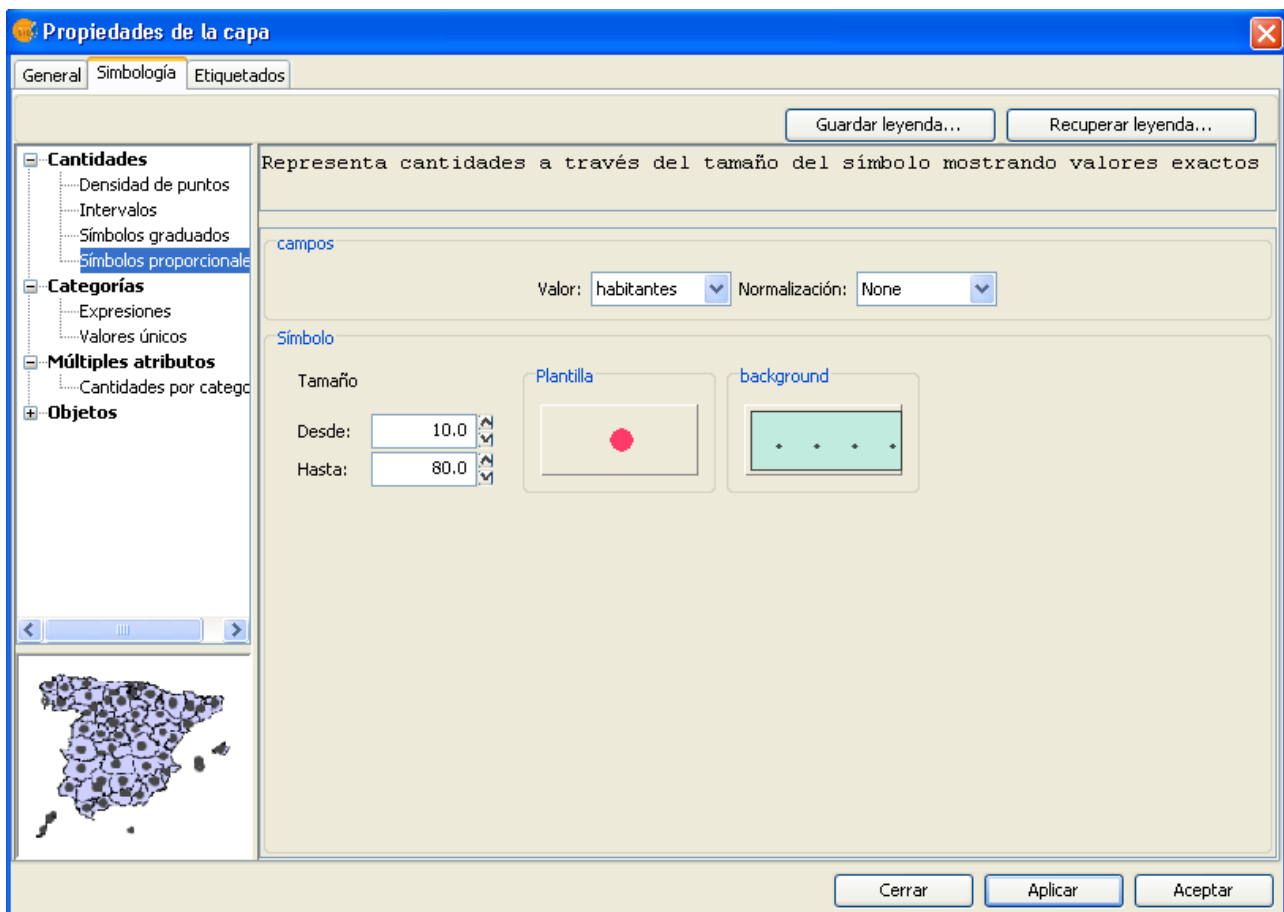 Propiedades de la capa
General Simbología Etiquetados
Guardar leyenda... Recuperar leyenda...
Cantidades
Densidad de puntos
Intervalos
Símbolos graduados
Símbolos proporcionale
Categorías
Expresiones
Valores únicos
Múltiples atributos
Cantidades por catego
Objetos
Representa cantidades a través del tamaño del símbolo mostrando valores exactos
campos
Valor: habitantes Normalización: None
Símbolo
Tamaño
Desde: 10.0
Hasta: 80.0
Plantilla
background
Cerrar Aplicar Aceptar